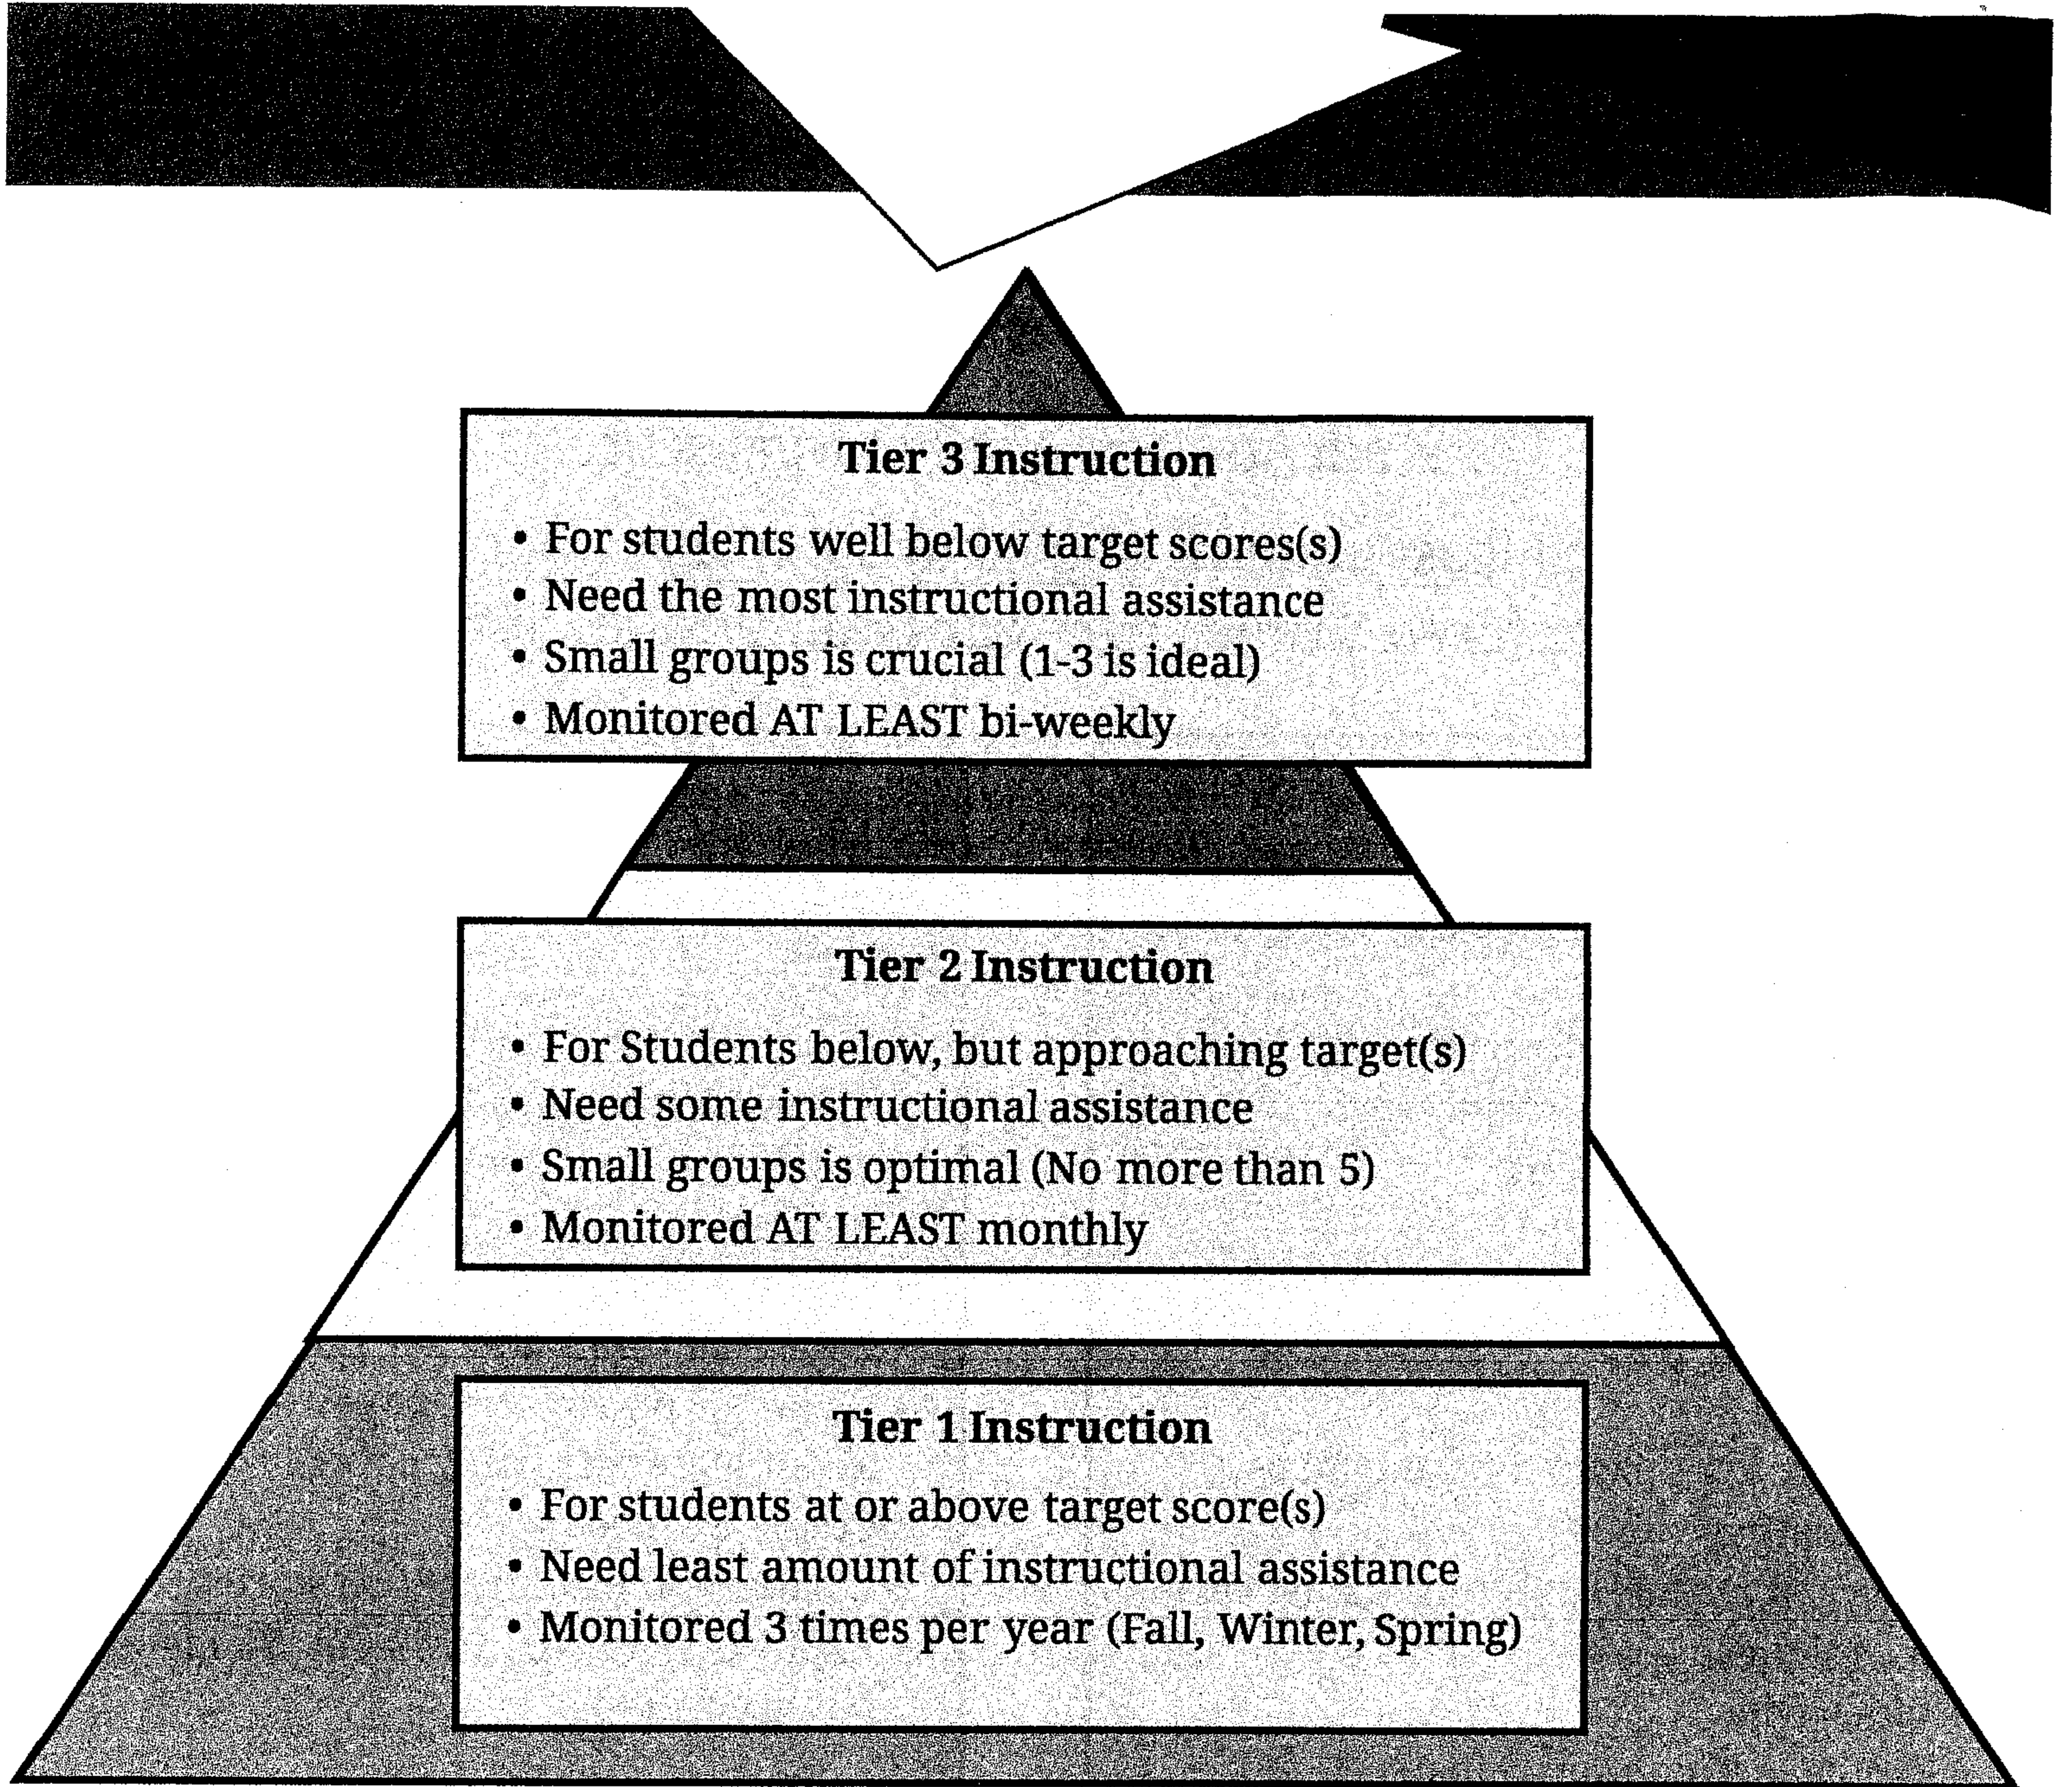 Tier 3 Instruction
• For students well below target scores(s)
• Need the most instructional assistance
• Small groups is crucial (1-3 is ideal)
• Monitored AT LEAST bi-weekly
Tier 2 Instruction
• For Students below, but approaching target(s)
• Need some instructional assistance
• Small groups is optimal (No more than 5)
• Monitored AT LEAST monthly
Tier 1 Instruction
• For students at or above target score(s)
• Need least amount of instructional assistance
• Monitored 3 times per year (Fall, Winter, Spring)